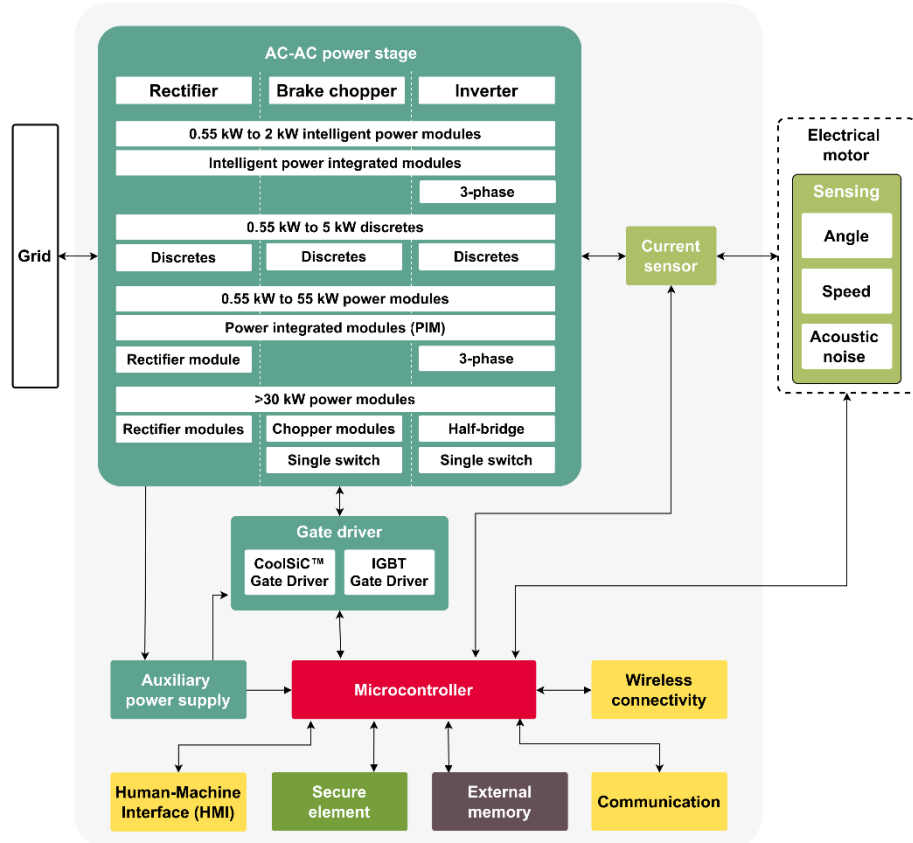 AC-AC power stage
Rectifier
Brake chopper
Inverter
0.55 kW to 2 kW intelligent power modules
Intelligent power integrated modules
3-phase
0.55 kW to 5 kW discretes
Discretes
Discretes
Discretes
0.55 kW to 55 kW power modules
Power integrated modules (PIM)
Rectifier module
3-phase
>30 kW power modules
Rectifier modules
Chopper modules
Half-bridge
Single switch
Single switch
Grid
Current
sensor
Electrical
motor
Sensing
Angle
Speed
Acoustic
noise
Gate driver
CoolSiC™
Gate Driver
IGBT
Gate Driver
Auxiliary
power supply
Microcontroller
Wireless
connectivity
Human-Machine
Interface (HMI)
Secure
element
External
memory
Communication